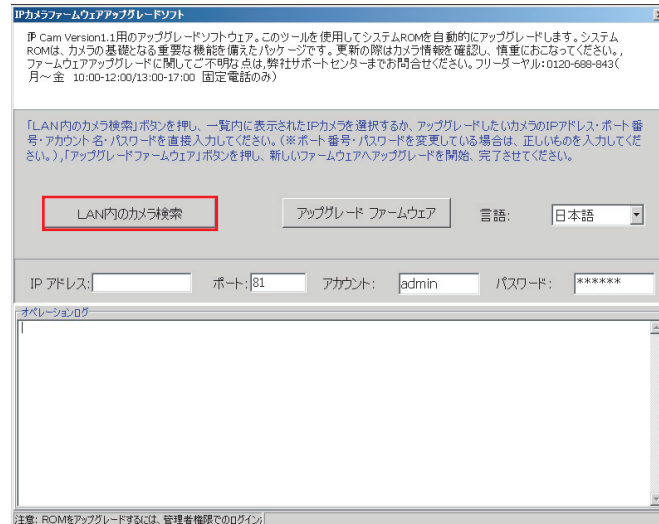 IPカメラファームウェアアップグレードソフト
IP Cam Version1.1用のアップグレードソフトウェア。このツールを使用してシステムROMを自動的にアップグレードします。システム
ROMは、カメラの基礎となる重要な機能を備えたパッケージです。更新の際はカメラ情報を確認し、慎重におこなってください。,
ファームウェアアップグレードに関してご不明な点は,弊社サポートセンターまでお問合せください。フリーダーヤル:0120-688-843(
月～金 10:00-12:00/13:00-17:00 固定電話のみ)
「LAN内のカメラ検索」ボタンを押し、一覧内に表示されたIPカメラを選択するか、アップグレードしたいカメラのIPアドレス・ポート番
号・アカウント名・パスワードを直接入力してください。(※ポート番号・パスワードを変更している場合は、正しいものを入力してくだ
さい。),「アップグレードファームウェア」ボタンを押し、新しいファームウェアへアップグレードを開始、完了させてください。
LAN内のカメラ検索 アップグレード ファームウェア 言語: 日本語
IP アドレス: ポート: 81 アカウント: admin パスワード: ******
オペレーションログ
注意: ROMをアップグレードするには、管理者権限でのログイン